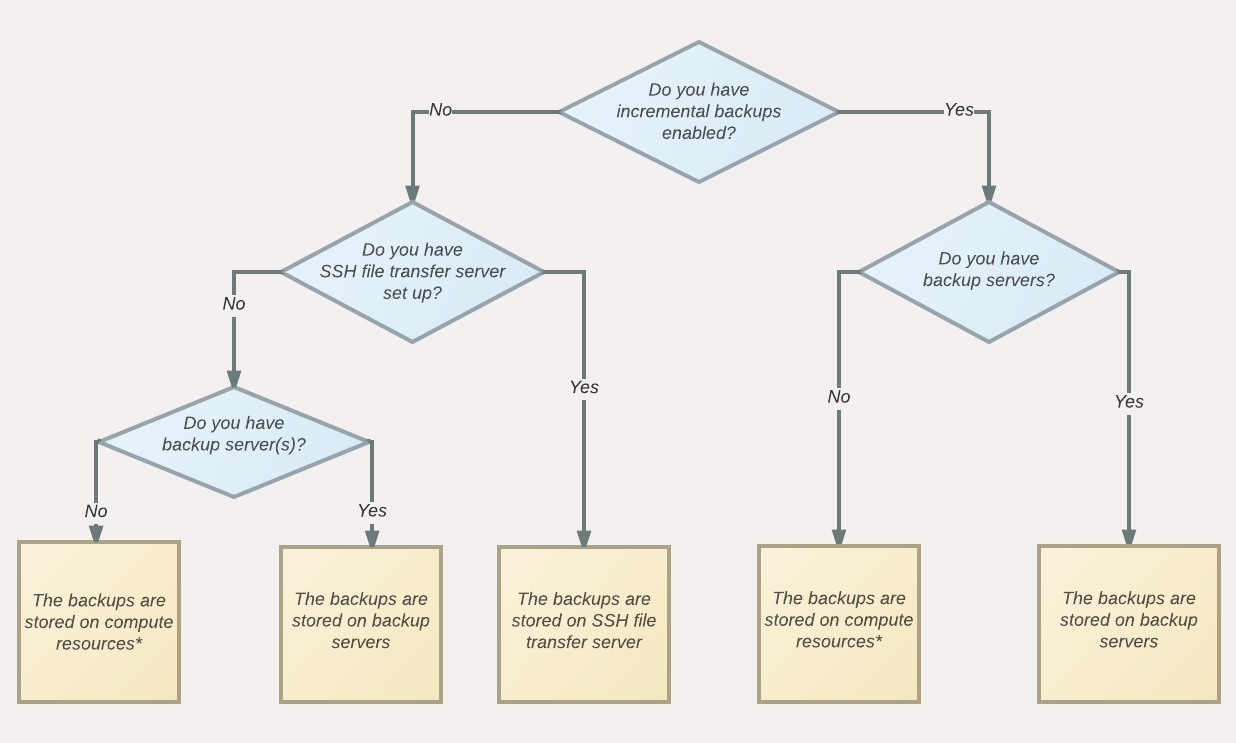 Do you have
incremental backups
enabled?
No
Yes
Do you have
SSH file transfer server
set up?
Do you have
backup servers?
No
Yes
No
Yes
Do you have
backup server(s)?
No
Yes
The backups are
stored on compute
resources*
The backups are
stored on backup
servers
The backups are
stored on SSH file
transfer server
The backups are
stored on compute
resources*
The backups are
stored on backup
servers